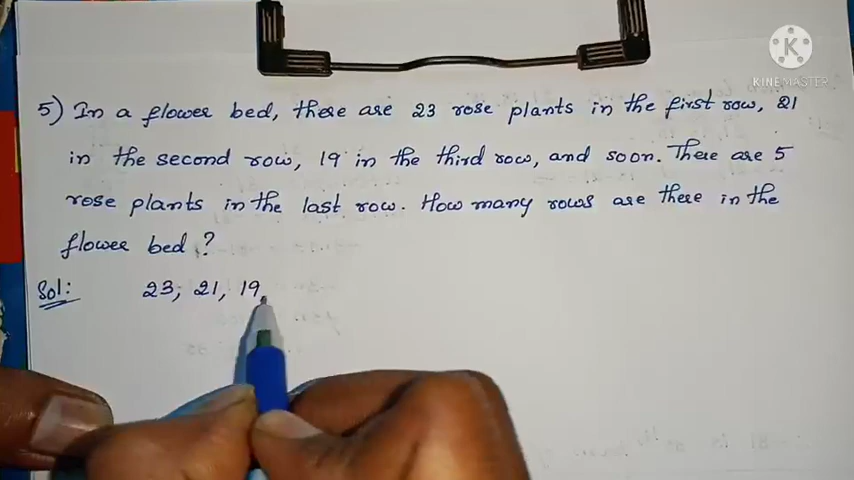 KINEMASTER
5) In a flower bed, there are 23 rose plants in the first row, 21
in the second row, 19 in the third row, and soon. There are 5
rose plants in the last row. How many rows are there in the
flower bed ?
Sol: 23, 21, 19